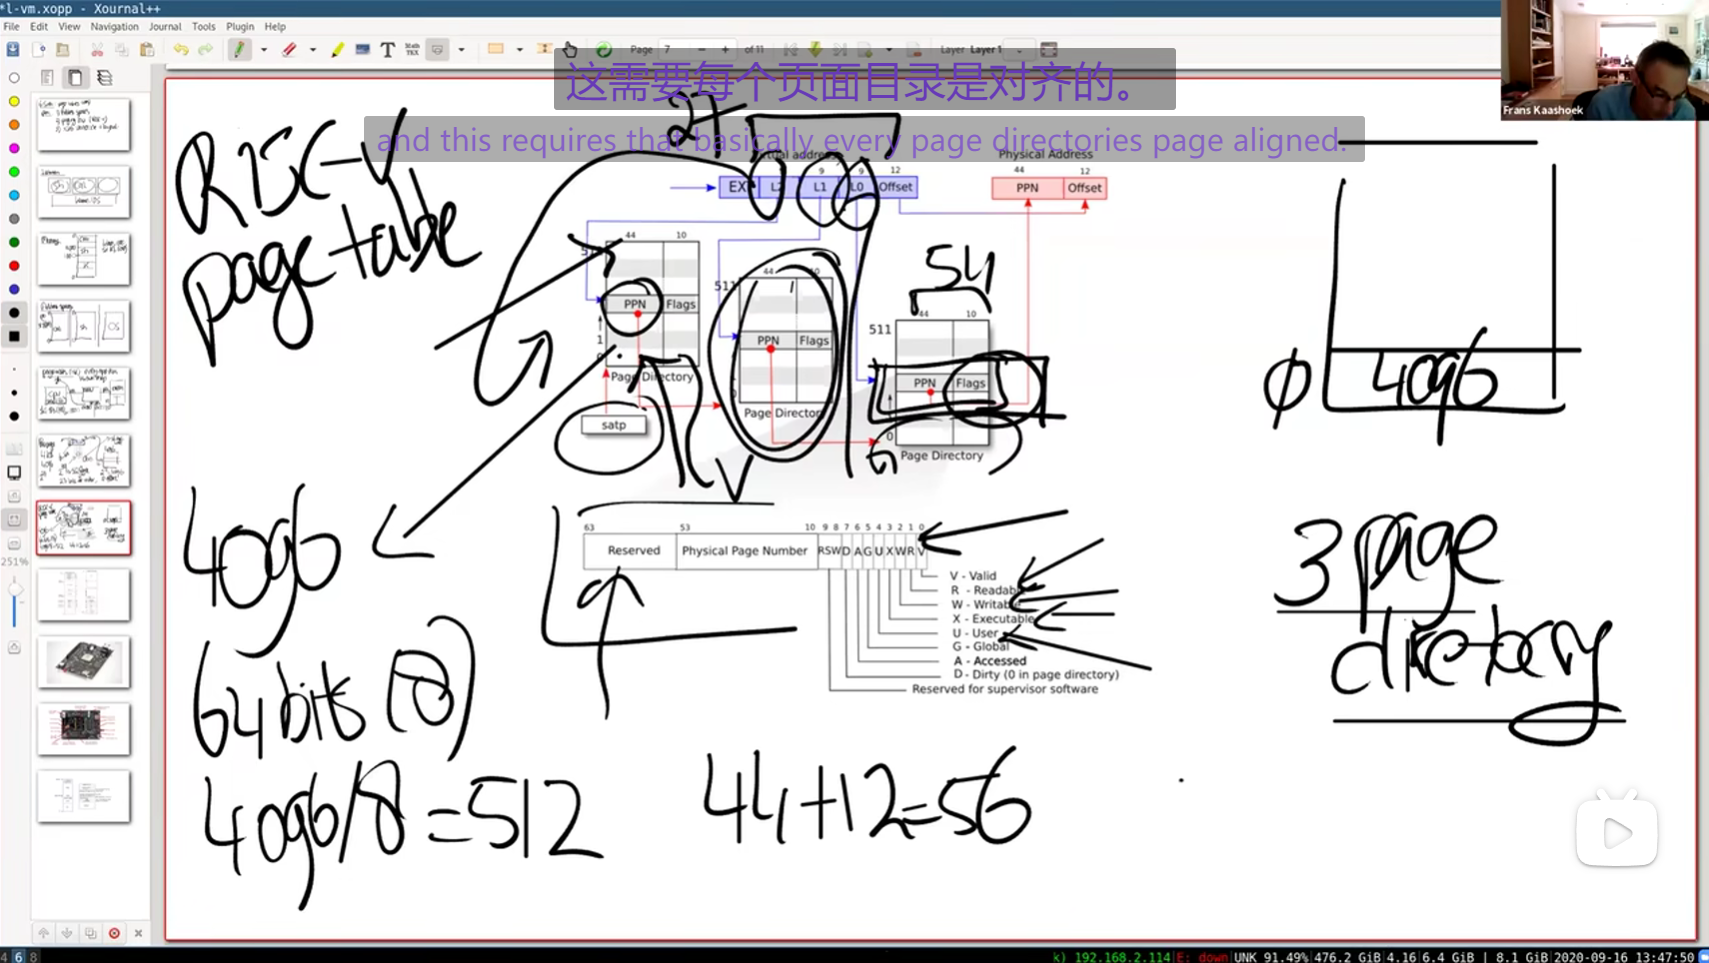 *l-vm.xopp - Xournal++
File Edit View Navigation Journal Tools Plugin Help
Page 7 of 11 Layer Layer 1
这需要每个页面目录是对齐的。
and this requires that basically every page directories page aligned.
Frans Kaashoek
RISC-V
page table
27
Virtual address
Physical Address
9 9 12
44 12
EXT L2 L1 L0 Offset
PPN Offset
44 10
44 10
54
44 10
511
511
PPN Flags
PPN Flags
PPN Flags
1
0
0
Page Directory
Page Directory
Page Directory
satp
0
4096
4096
63 53 10 9 8 7 6 5 4 3 2 1 0
Reserved Physical Page Number RSW D A G U X W R V
V - Valid
R - Readable
W - Writable
X - Executable
U - User
G - Global
A - Accessed
D - Dirty (0 in page directory)
Reserved for supervisor software
3 page
directory
64 bits (8)
4096/8 = 512
44+12=56
251%
4 6 8
192.168.2.114 E: down UNK 91.49% 476.2 GiB 4.16 6.4 GiB | 8.1 GiB 2020-09-16 13:47:50